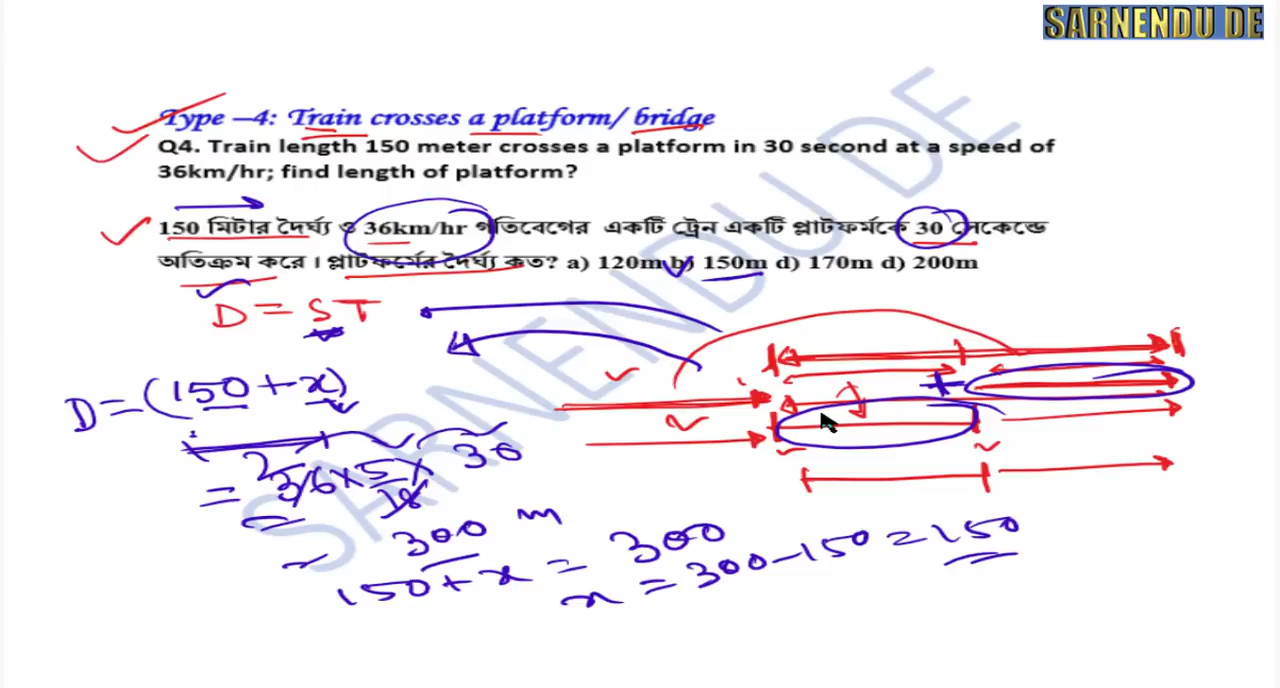 SARNENDU DE
Type –4: Train crosses a platform/ bridge
Q4. Train length 150 meter crosses a platform in 30 second at a speed of
36km/hr; find length of platform?
150 মিটার দৈর্ঘ্য ও 36km/hr গতিবেগের একটি ট্রেন একটি প্লাটফর্মকে 30 সেকেন্ডে
অতিক্রম করে। প্লাটফর্মের দৈর্ঘ্য কত? a) 120m b) 150m d) 170m d) 200m
D = ST
D = (150 + x)
= 36 × 5/18 × 30
= 300 m
150 + x = 300
x = 300 - 150 = 150
SARNENDU DE